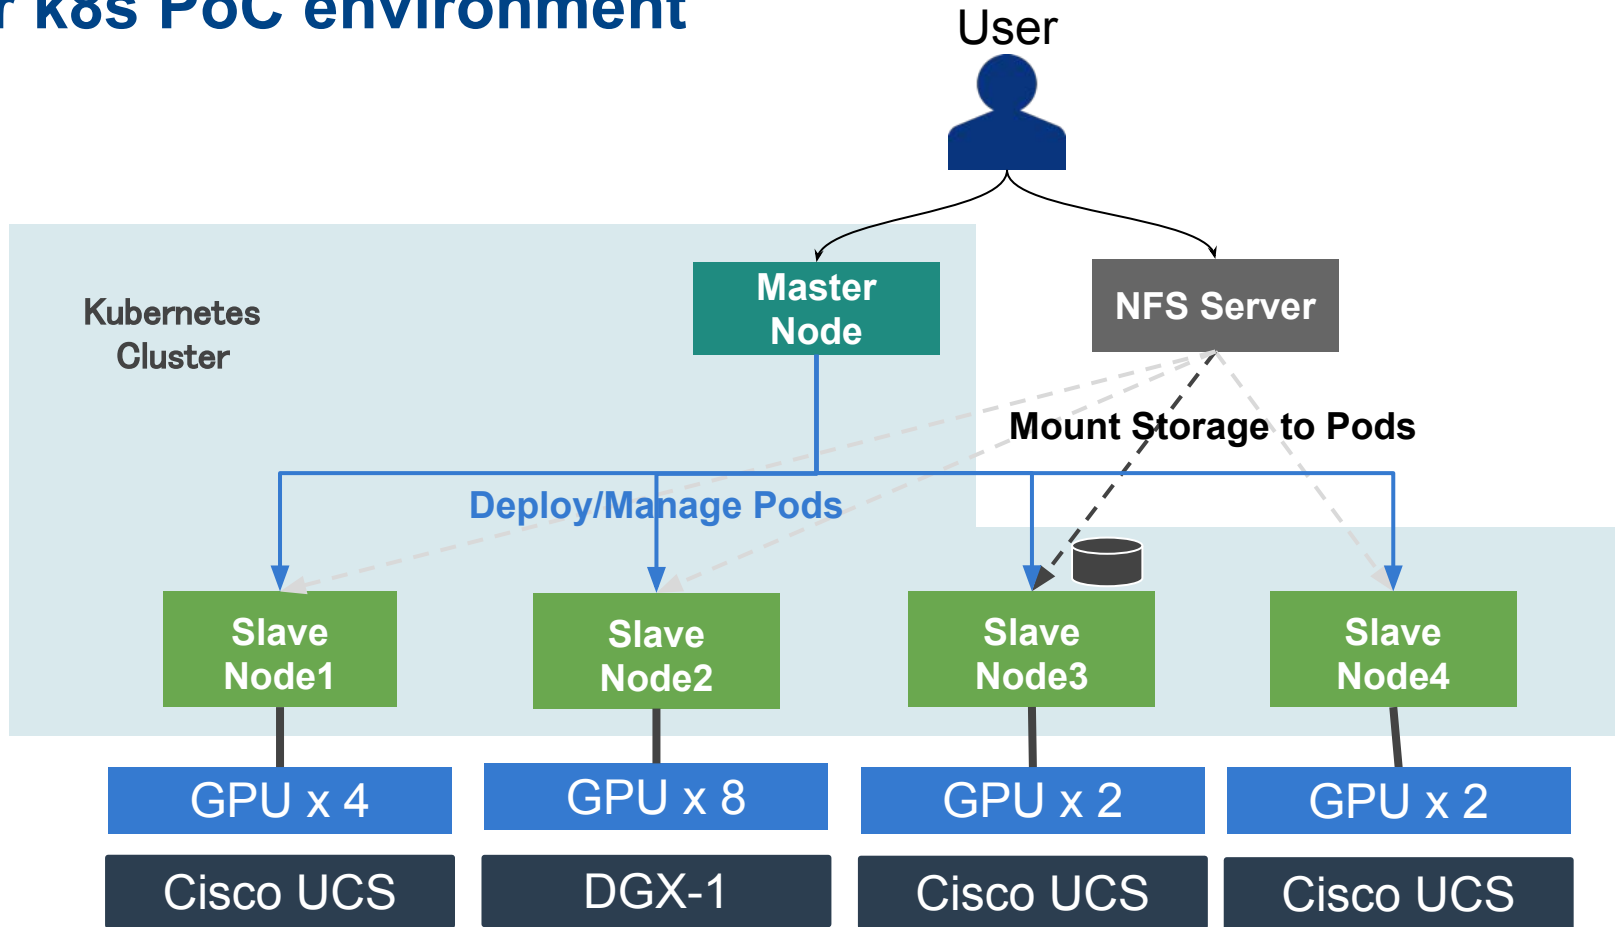 r k8s PoC environment
User
Kubernetes
Cluster
Master
Node
NFS Server
Mount Storage to Pods
Deploy/Manage Pods
Slave
Node1
Slave
Node2
Slave
Node3
Slave
Node4
GPU x 4
GPU x 8
GPU x 2
GPU x 2
Cisco UCS
DGX-1
Cisco UCS
Cisco UCS